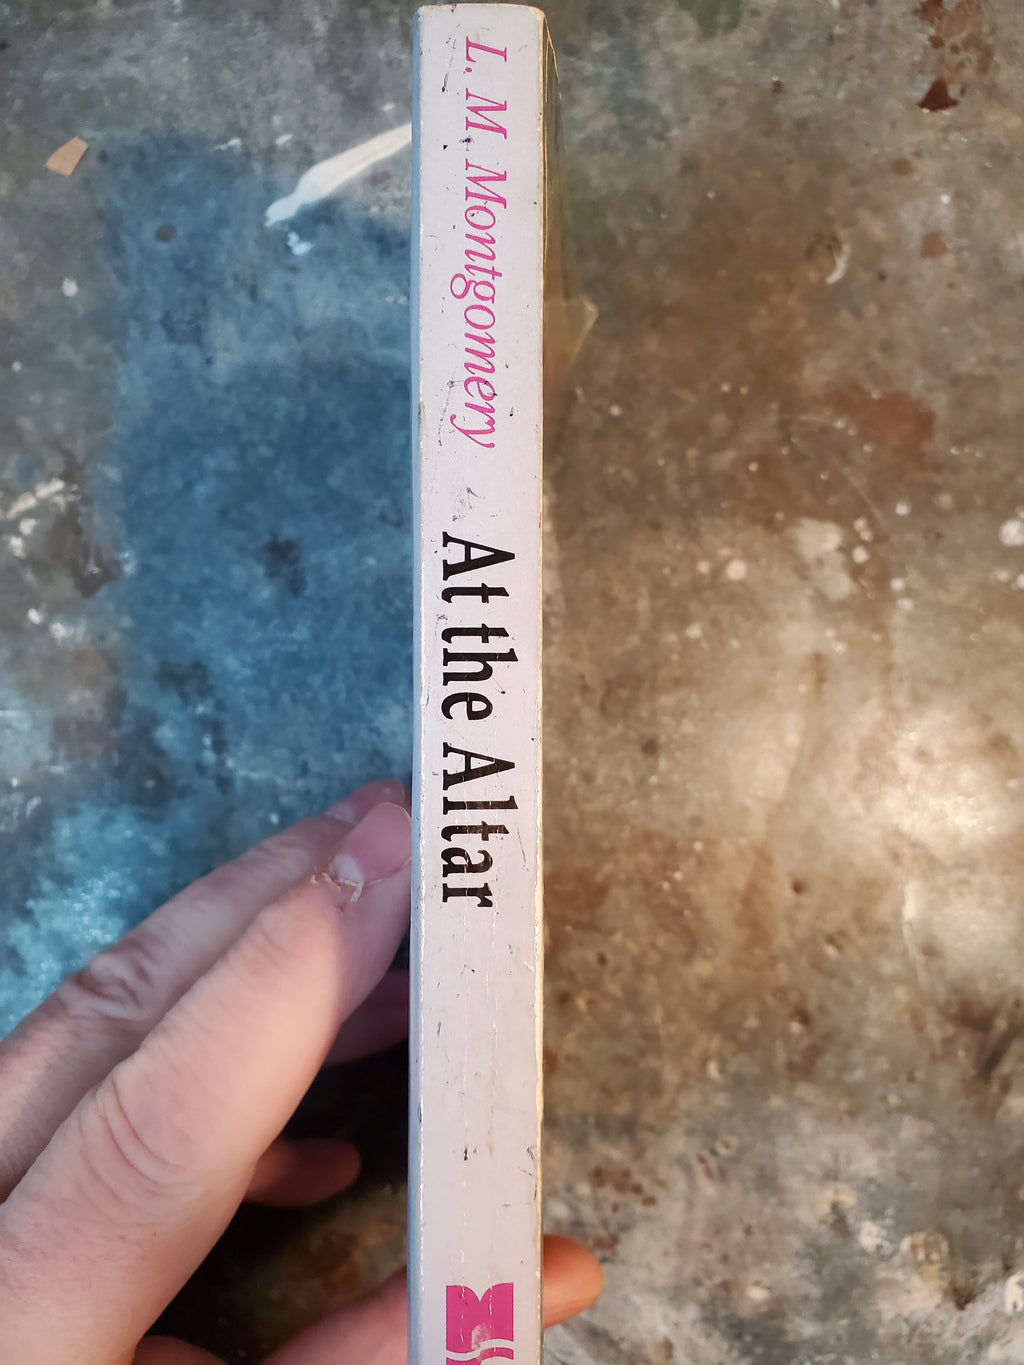 L. M. Montgomery
At the Altar